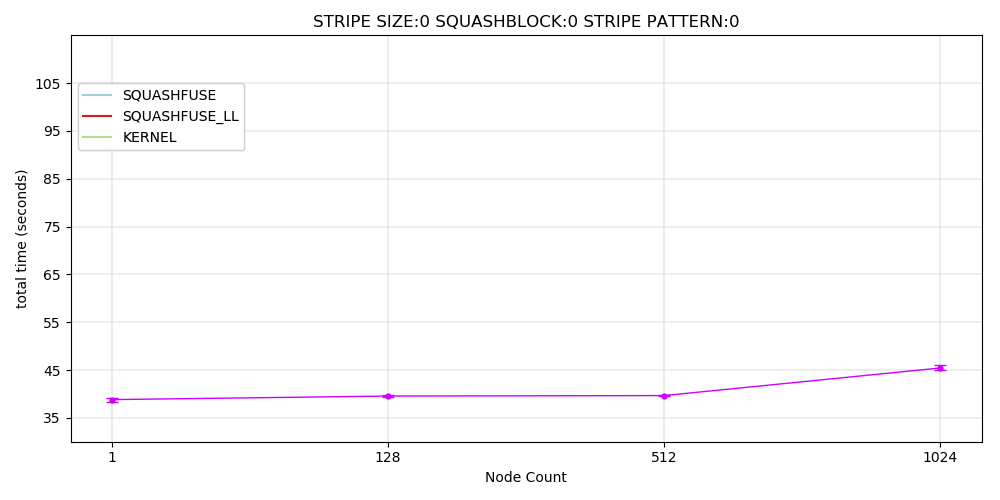 STRIPE SIZE:0 SQUASHBLOCK:0 STRIPE PATTERN:0
105
95
85
75
65
55
45
35
total time (seconds)
SQUASHFUSE
SQUASHFUSE_LL
KERNEL
1 128 512 1024
Node Count